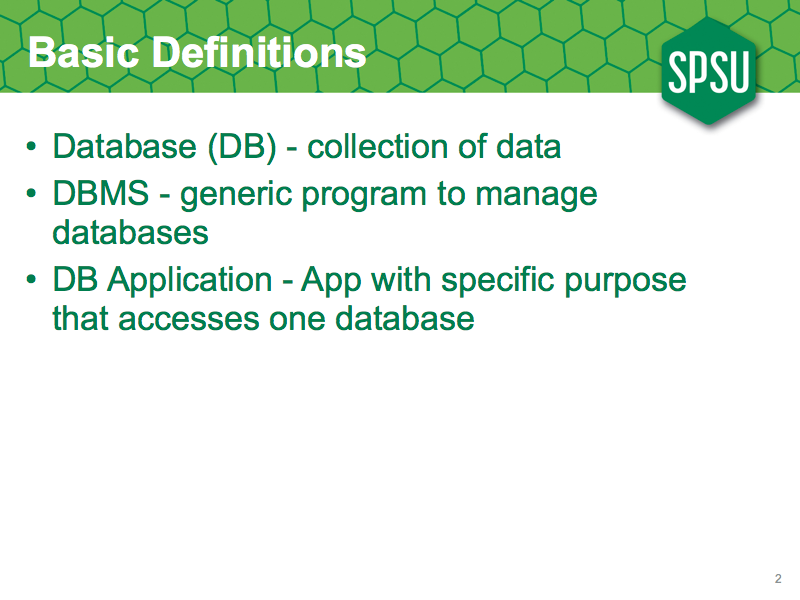 Basic Definitions
SPSU
• Database (DB) - collection of data
• DBMS - generic program to manage
databases
• DB Application - App with specific purpose
that accesses one database
2